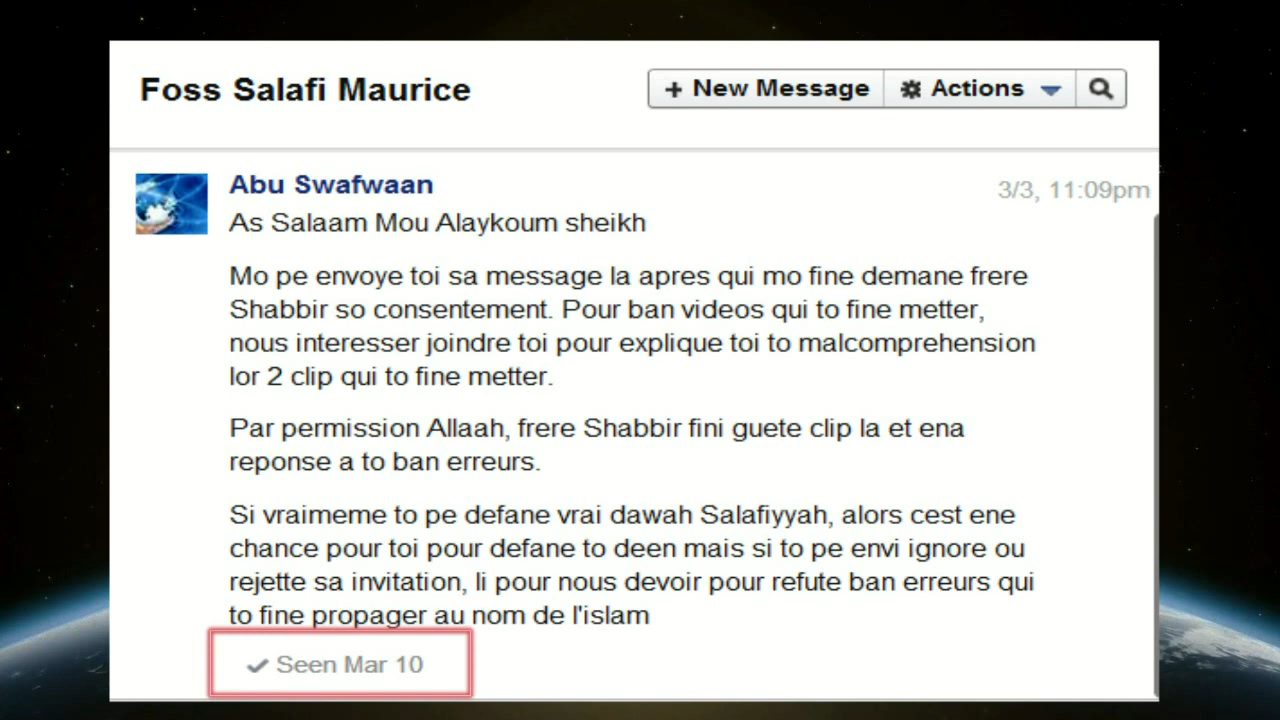 Foss Salafi Maurice
+ New Message Actions
Abu Swafwaan
3/3, 11:09pm
As Salaam Mou Alaykoum sheikh
Mo pe envoye toi sa message la apres qui mo fine demane frere
Shabbir so consentement. Pour ban videos qui to fine metter,
nous interesser joindre toi pour explique toi to malcomprehension
lor 2 clip qui to fine metter.
Par permission Allaah, frere Shabbir fini guete clip la et ena
reponse a to ban erreurs.
Si vraimeme to pe defane vrai dawah Salafiyyah, alors cest ene
chance pour toi pour defane to deen mais si to pe envi ignore ou
rejette sa invitation, li pour nous devoir pour refute ban erreurs qui
to fine propager au nom de l'islam
Seen Mar 10